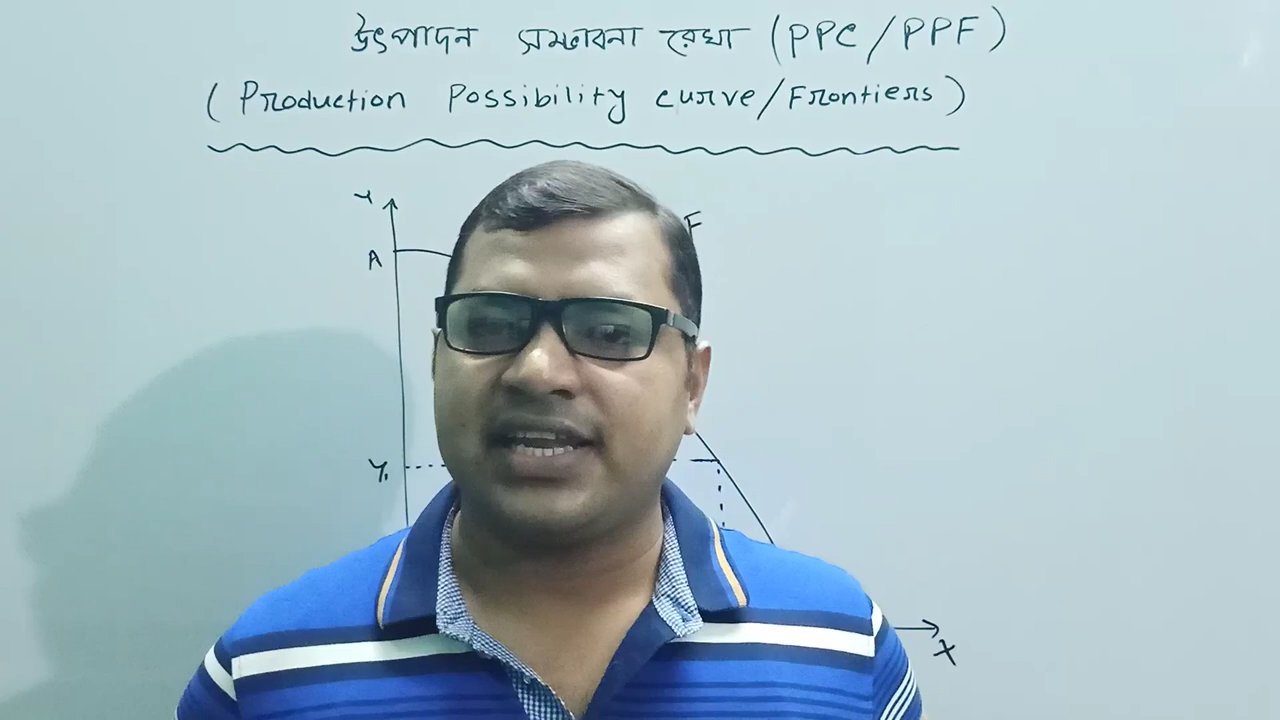 উৎপাদন সম্ভাবনা রেখা (PPC/PPF)
(Production Possibility curve/Frontiers)
Y
F
A
Y₁
X